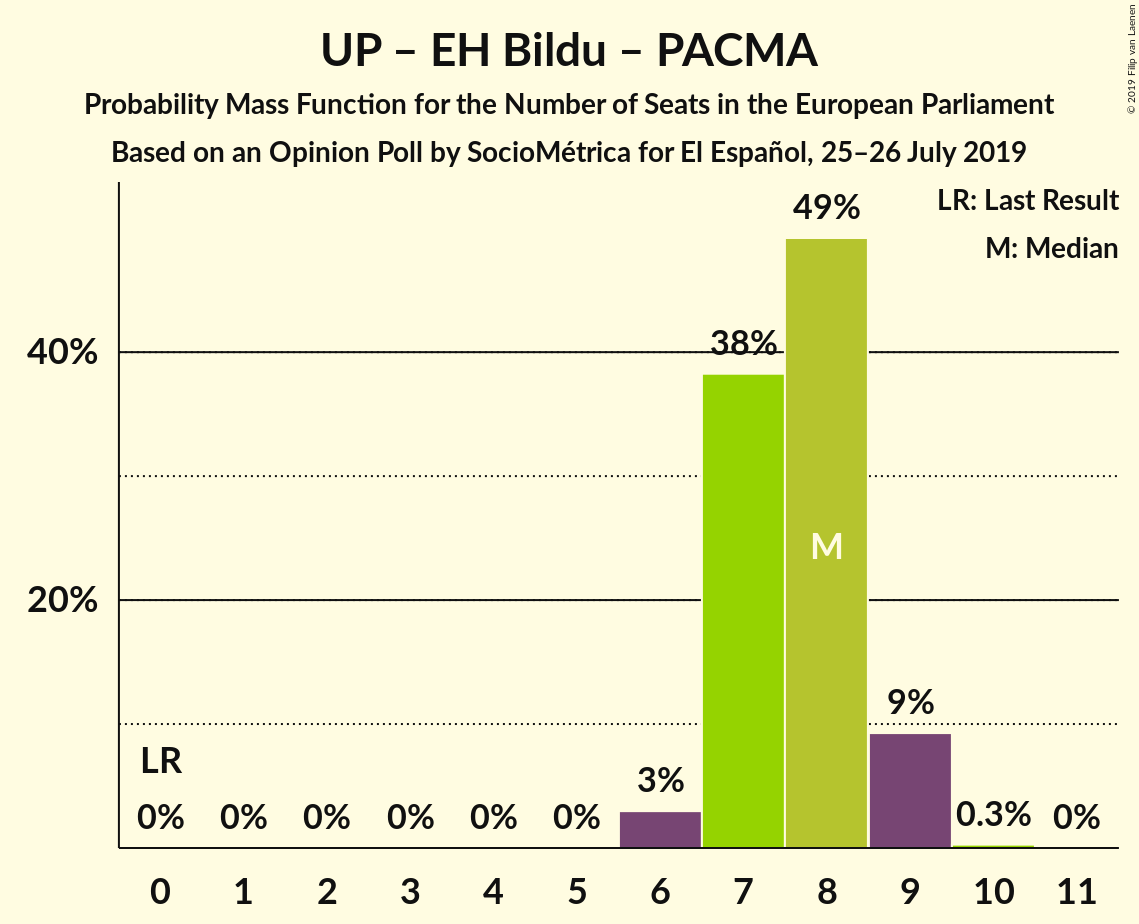 UP – EH Bildu – PACMA
Probability Mass Function for the Number of Seats in the European Parliament
Based on an Opinion Poll by SocioMétrica for El Español, 25–26 July 2019
© 2019 Filip van Laenen
LR: Last Result
M: Median
49%
38%
40%
M
20%
9%
LR
3%
0% 0% 0% 0% 0% 0% 0.3% 0%
0 1 2 3 4 5 6 7 8 9 10 11